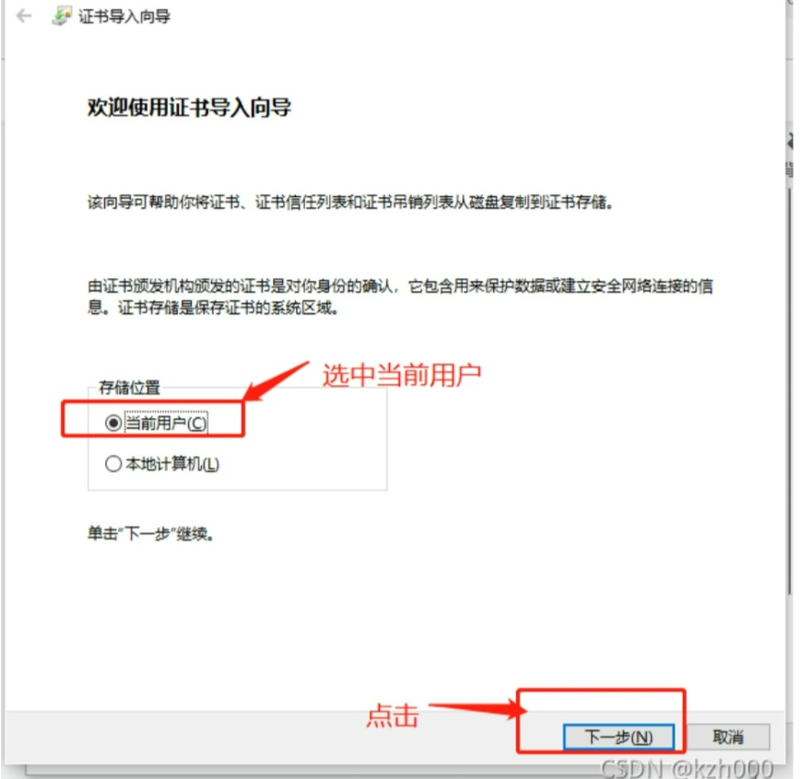 证书导入向导
欢迎使用证书导入向导
该向导可帮助你将证书、证书信任列表和证书吊销列表从磁盘复制到证书存储。
由证书颁发机构颁发的证书是对你身份的确认，它包含用来保护数据或建立安全网络连接的信
息。证书存储是保存证书的系统区域。
选中当前用户
存储位置
当前用户(C)
本地计算机(L)
单击"下一步"继续。
点击
下一步(N)
取消
CSDN @kzh000